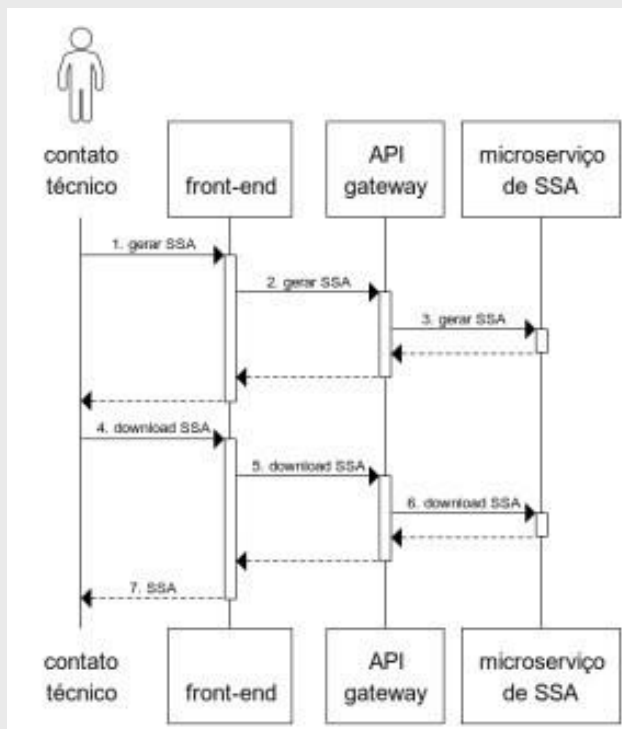 contato
técnico
front-end
API
gateway
microserviço
de SSA
1. gerar SSA
2. gerar SSA
3. gerar SSA
4. download SSA
5. download SSA
6. download SSA
7. SSA
contato
técnico
front-end
API
gateway
microserviço
de SSA